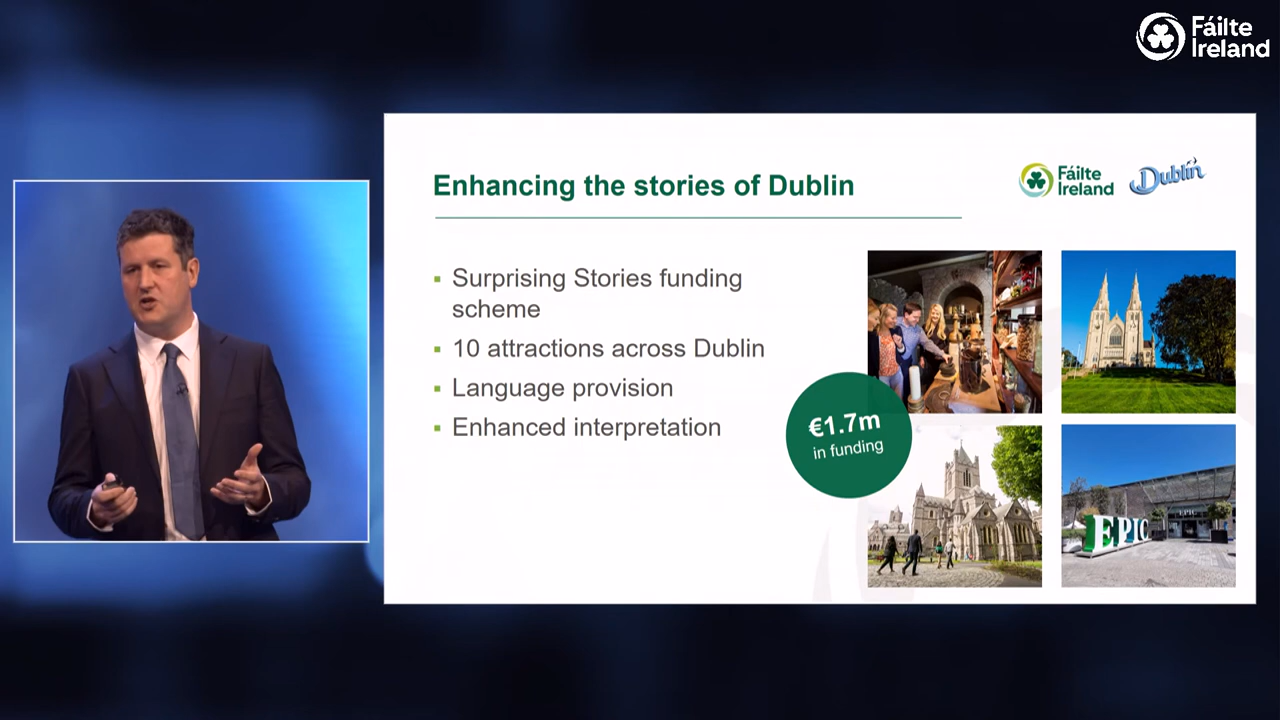 Fáilte
Ireland
Enhancing the stories of Dublin
Fáilte
Ireland
Dublin
▪ Surprising Stories funding
scheme
▪ 10 attractions across Dublin
▪ Language provision
▪ Enhanced interpretation
€1.7m
in funding
EPIC
EPIC